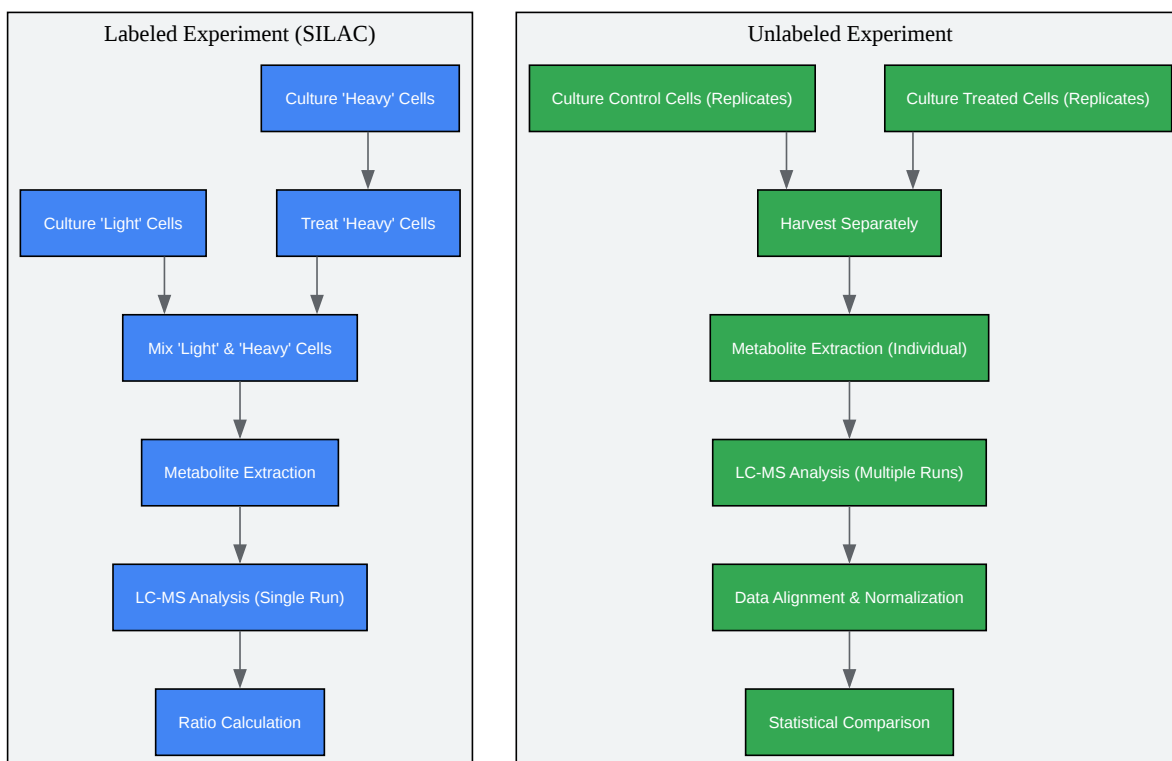 Labeled Experiment (SILAC)
Culture 'Heavy' Cells
Culture 'Light' Cells
Treat 'Heavy' Cells
Mix 'Light' & 'Heavy' Cells
Metabolite Extraction
LC-MS Analysis (Single Run)
Ratio Calculation
Unlabeled Experiment
Culture Control Cells (Replicates)
Culture Treated Cells (Replicates)
Harvest Separately
Metabolite Extraction (Individual)
LC-MS Analysis (Multiple Runs)
Data Alignment & Normalization
Statistical Comparison